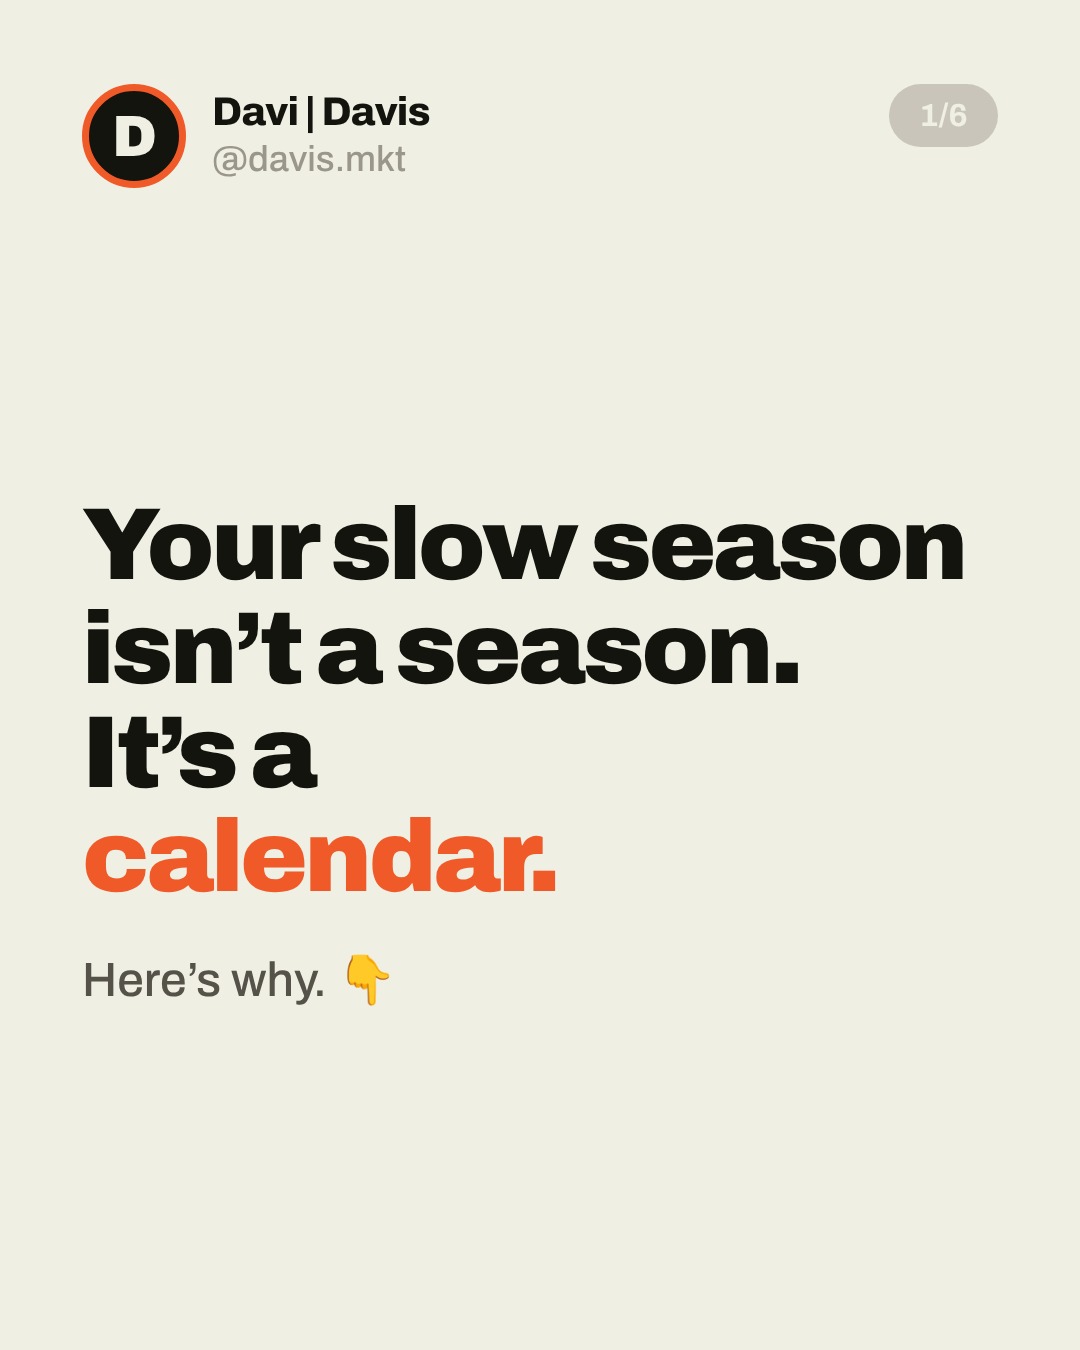 D
Davi | Davis
@davis.mkt
1/6
Your slow season
isn’t a season.
It’s a
calendar.
Here’s why. 👇